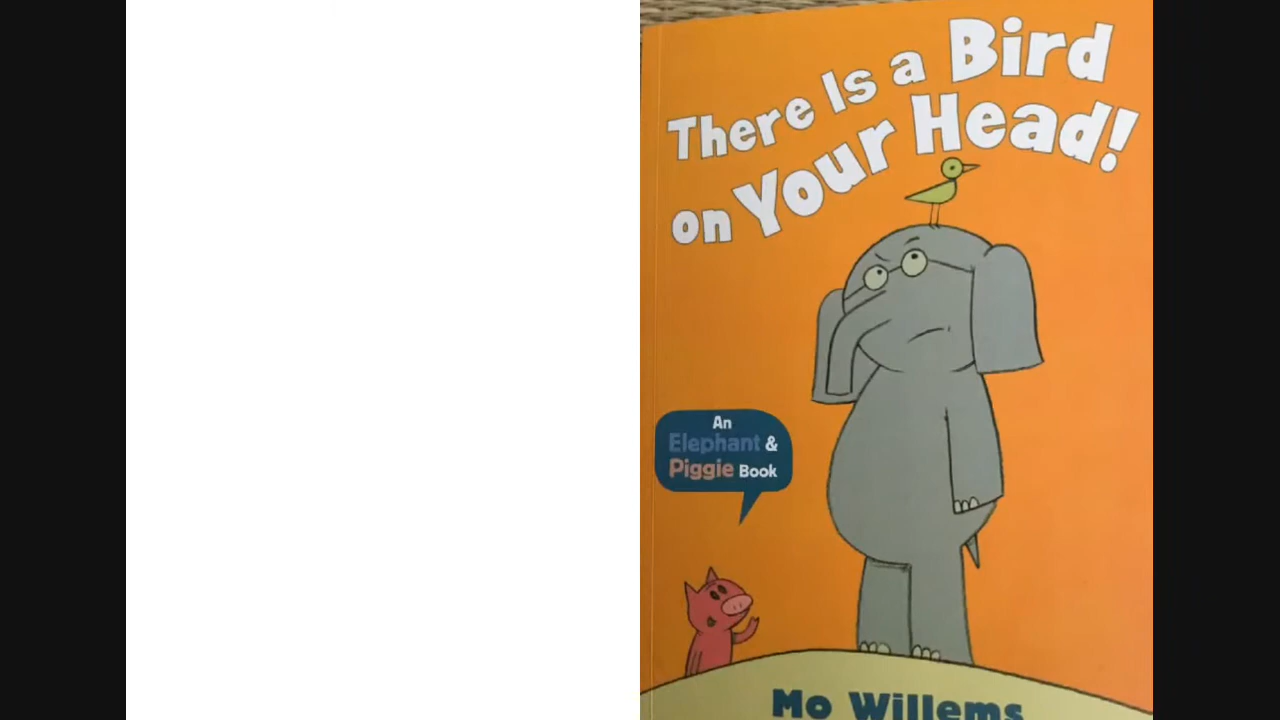 There Is a Bird
on Your Head!
An
Elephant &
Piggie Book
Mo Willems